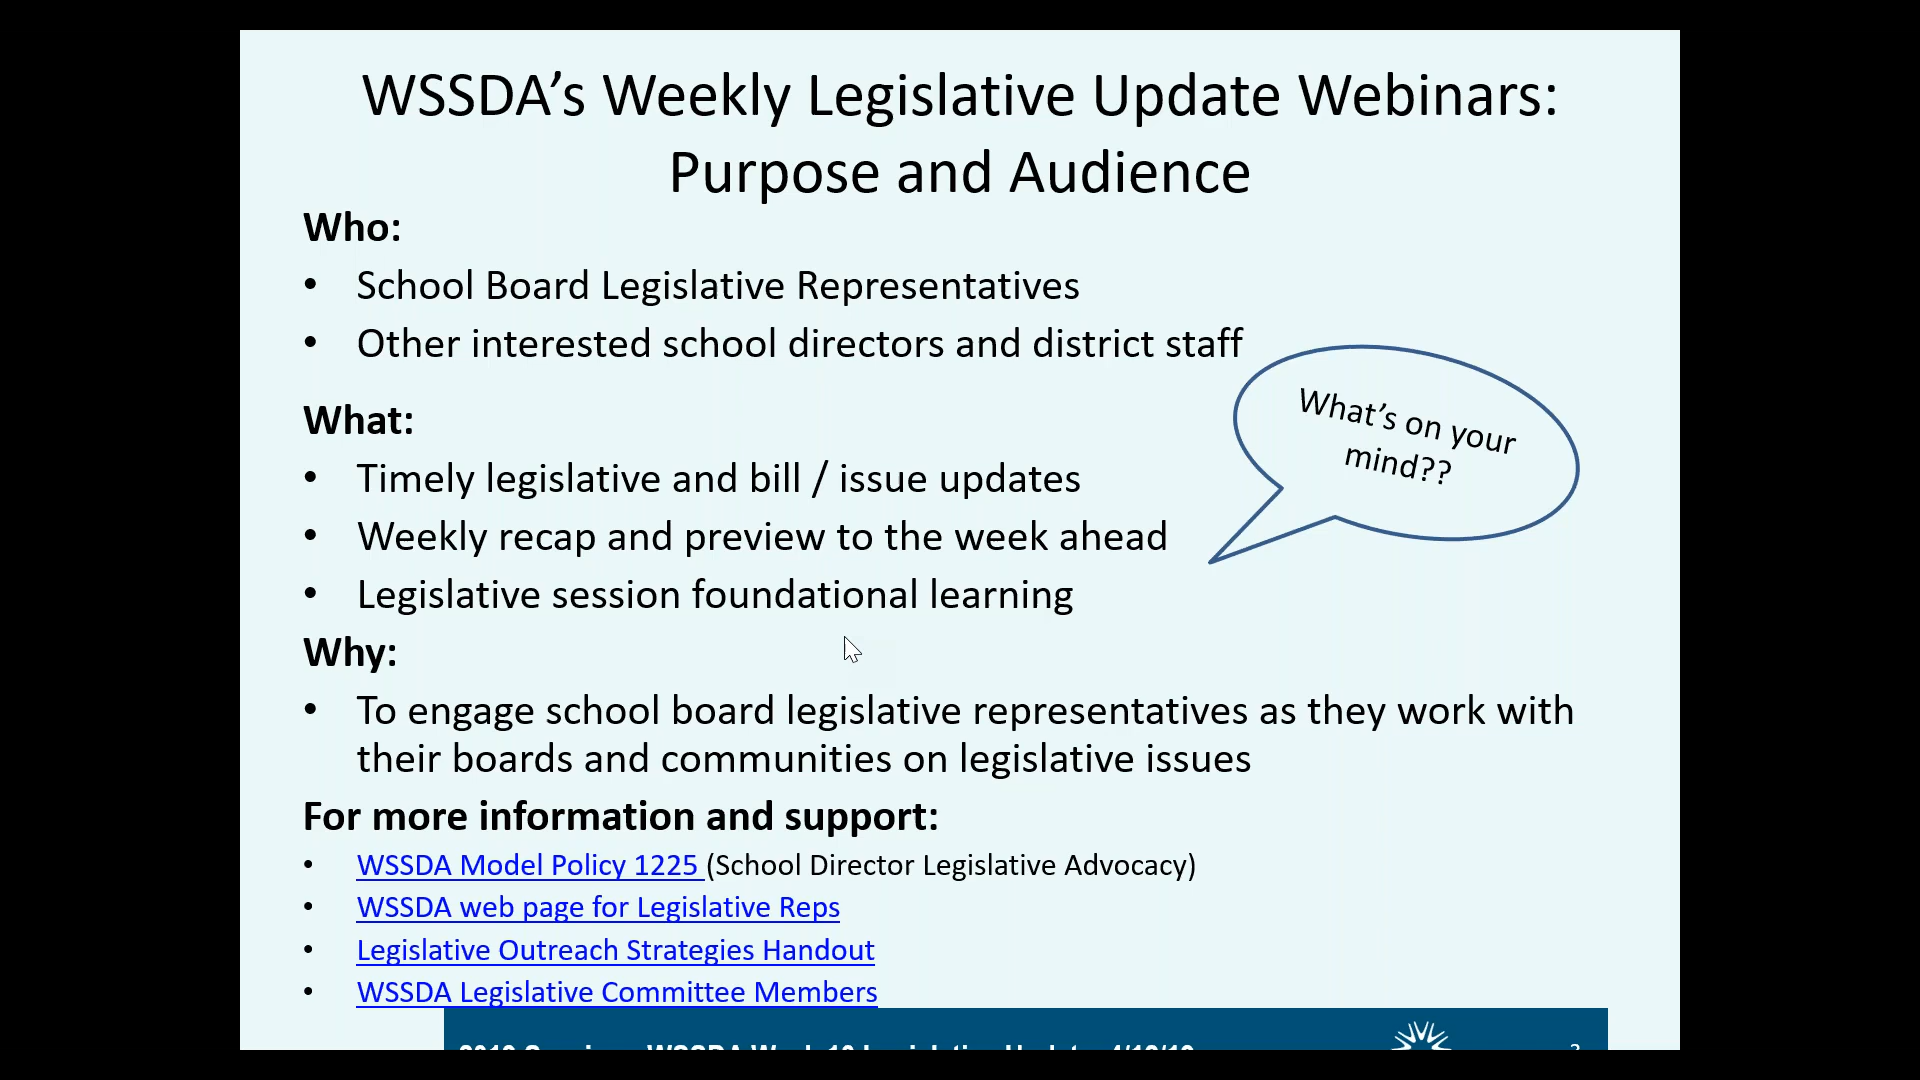 WSSDA’s Weekly Legislative Update Webinars:
Purpose and Audience
Who:
• School Board Legislative Representatives
• Other interested school directors and district staff
What’s on your
mind??
What:
• Timely legislative and bill / issue updates
• Weekly recap and preview to the week ahead
• Legislative session foundational learning
Why:
• To engage school board legislative representatives as they work with
their boards and communities on legislative issues
For more information and support:
• WSSDA Model Policy 1225 (School Director Legislative Advocacy)
• WSSDA web page for Legislative Reps
• Legislative Outreach Strategies Handout
• WSSDA Legislative Committee Members